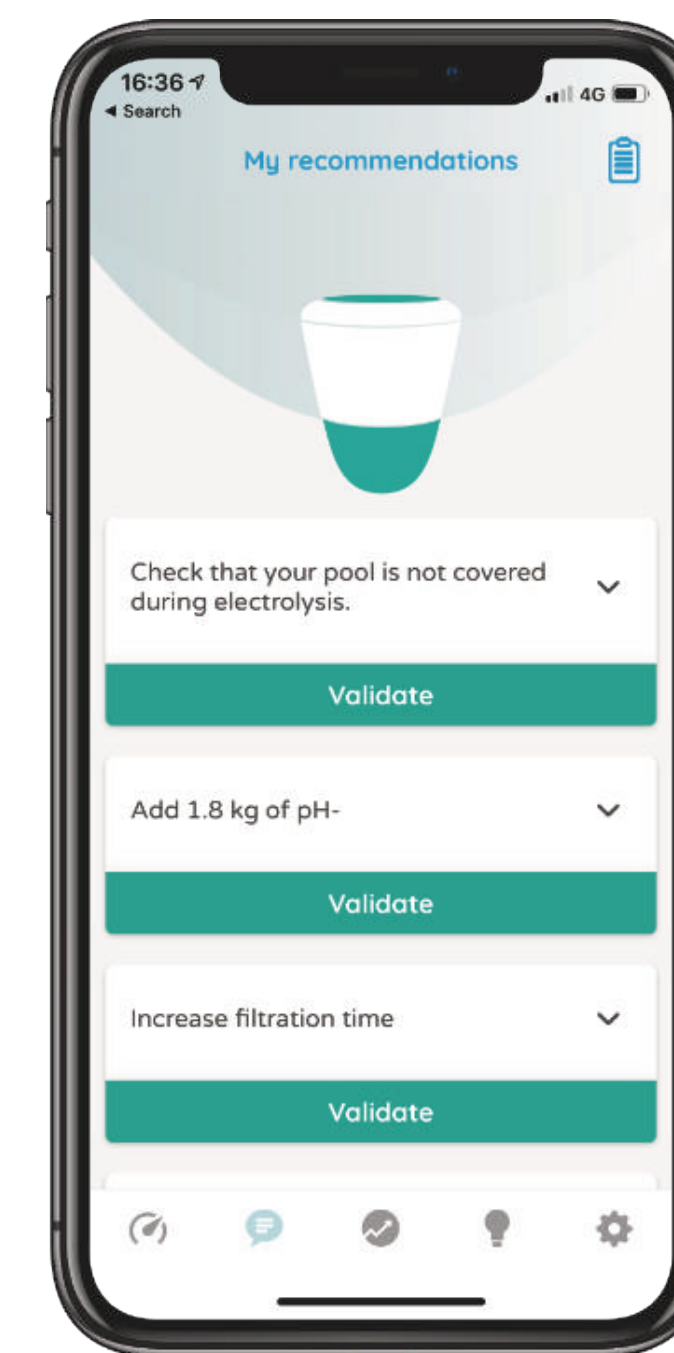 16:36
4G
◀ Search
My recommendations
Check that your pool is not covered
during electrolysis.
Validate
Add 1.8 kg of pH-
Validate
Increase filtration time
Validate